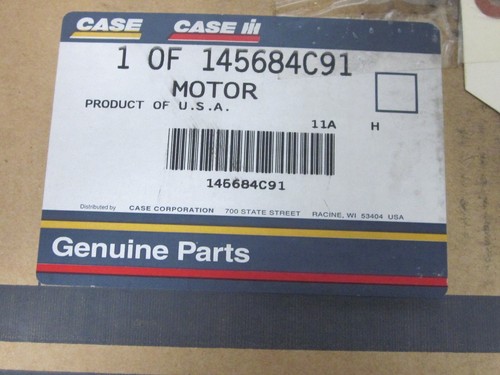 CASE CASE III
1 OF 145684C91
MOTOR
PRODUCT OF U.S.A.
11A H
145684C91
Distributed by CASE CORPORATION 700 STATE STREET RACINE, WI 53404 USA
Genuine Parts